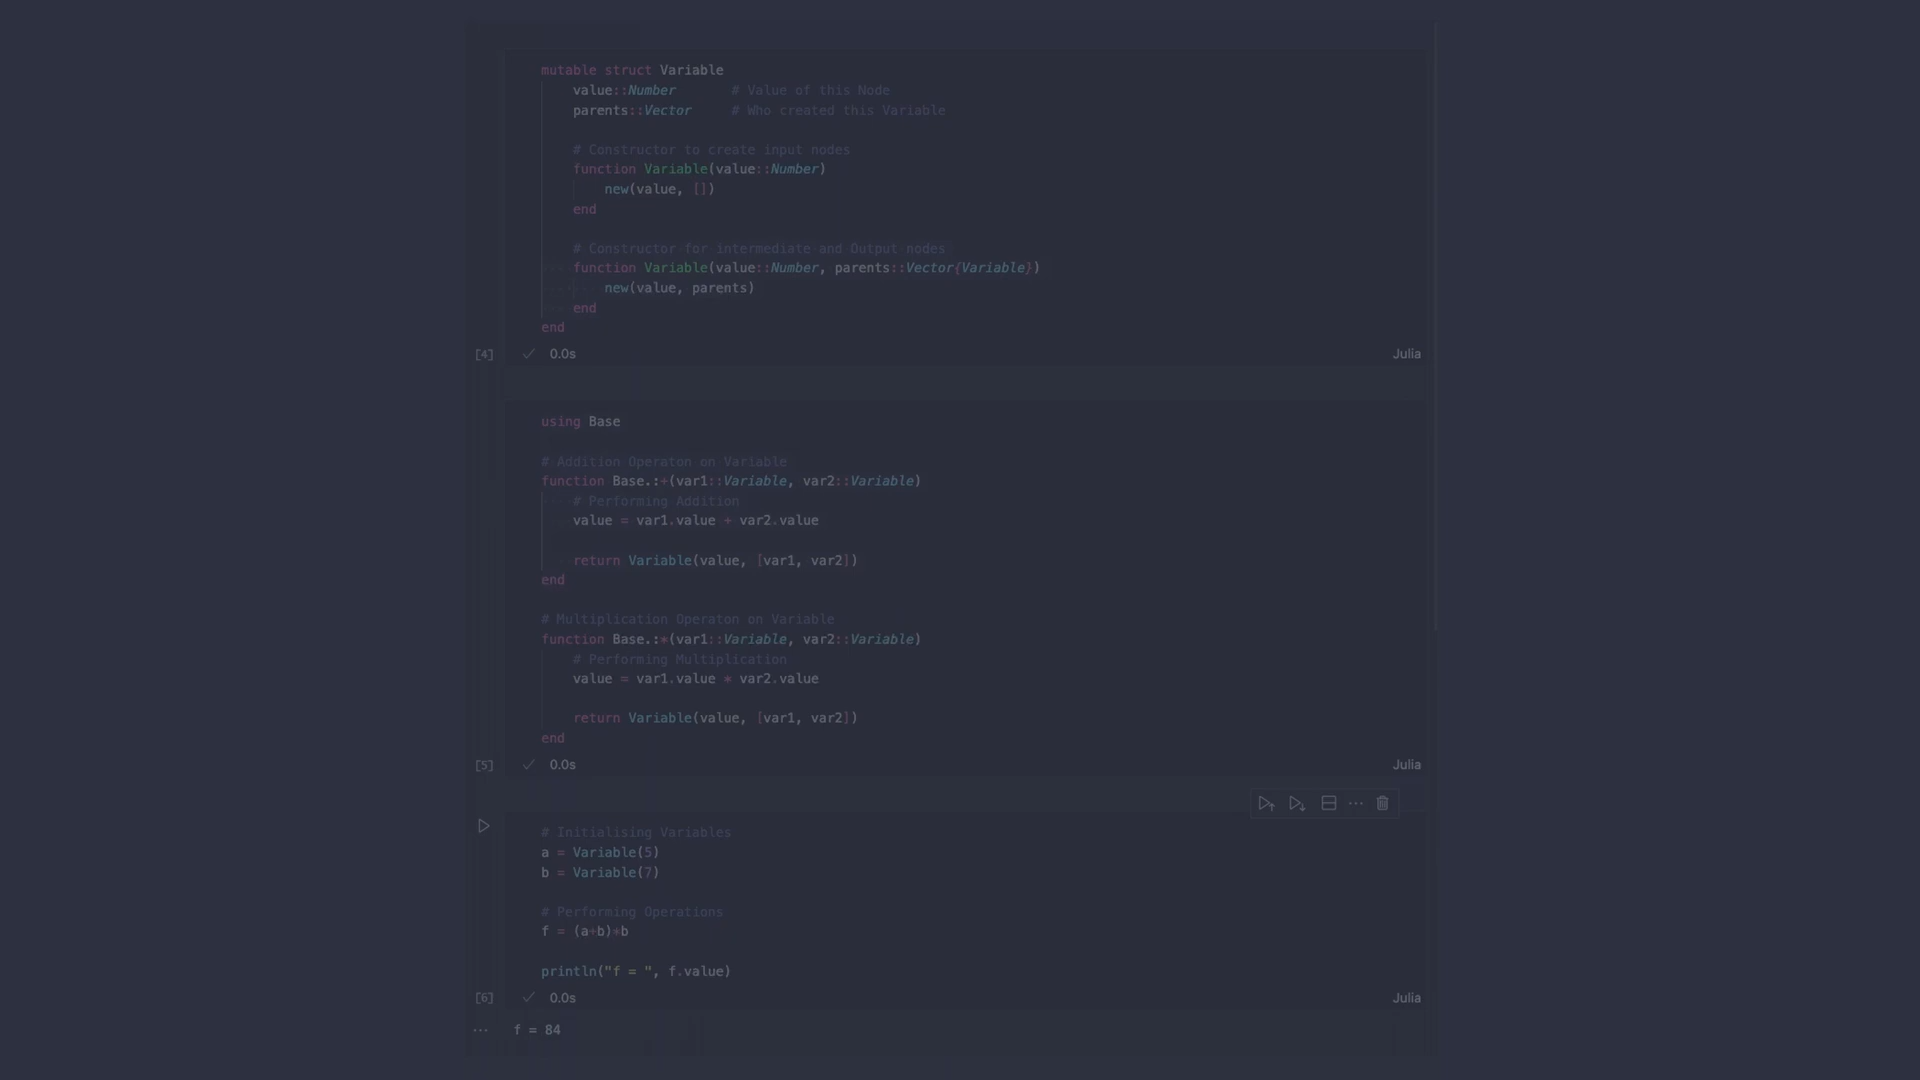 mutable struct Variable
    value::Number       # Value of this Node
    parents::Vector     # Who created this Variable
    # Constructor to create input nodes
    function Variable(value::Number)
        new(value, [])
    end
    # Constructor for intermediate and Output nodes
    function Variable(value::Number, parents::Vector{Variable})
        new(value, parents)
    end
end
[4] ✓ 0.0s Julia
using Base
# Addition Operaton on Variable
function Base.:+(var1::Variable, var2::Variable)
    # Performing Addition
    value = var1.value + var2.value
    return Variable(value, [var1, var2])
end
# Multiplication Operaton on Variable
function Base.:*(var1::Variable, var2::Variable)
    # Performing Multiplication
    value = var1.value * var2.value
    return Variable(value, [var1, var2])
end
[5] ✓ 0.0s Julia
# Initialising Variables
a = Variable(5)
b = Variable(7)
# Performing Operations
f = (a+b)*b
println("f = ", f.value)
[6] ✓ 0.0s Julia
... f = 84